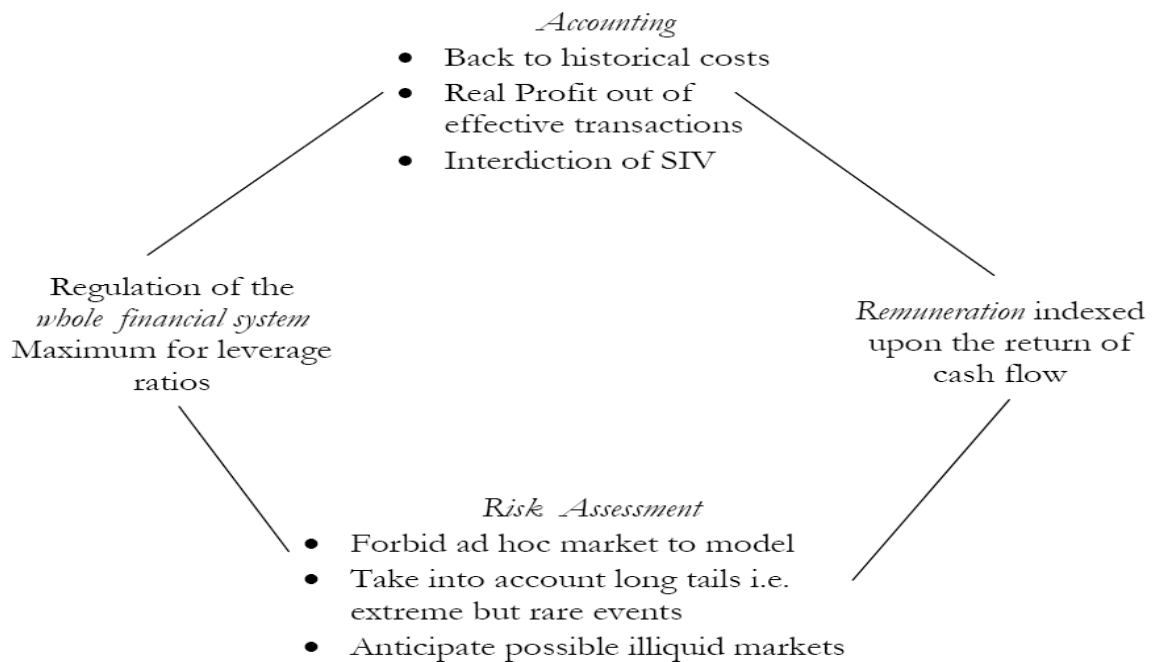 Accounting
• Back to historical costs
• Real Profit out of
effective transactions
• Interdiction of SIV
Regulation of the
whole financial system
Maximum for leverage
ratios
Remuneration indexed
upon the return of
cash flow
Risk Assessment
• Forbid ad hoc market to model
• Take into account long tails i.e.
extreme but rare events
• Anticipate possible illiquid markets